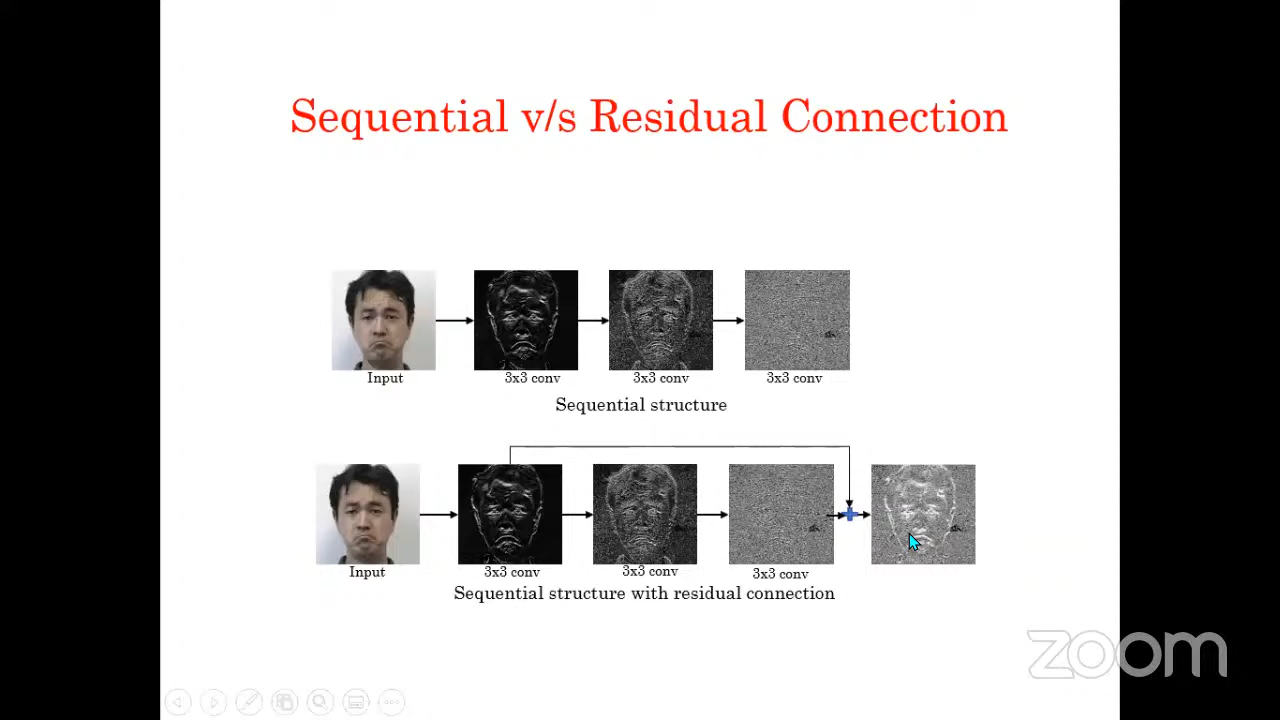 Sequential v/s Residual Connection
Input
3x3 conv
3x3 conv
3x3 conv
Sequential structure
Input
3x3 conv
3x3 conv
3x3 conv
Sequential structure with residual connection
zoom